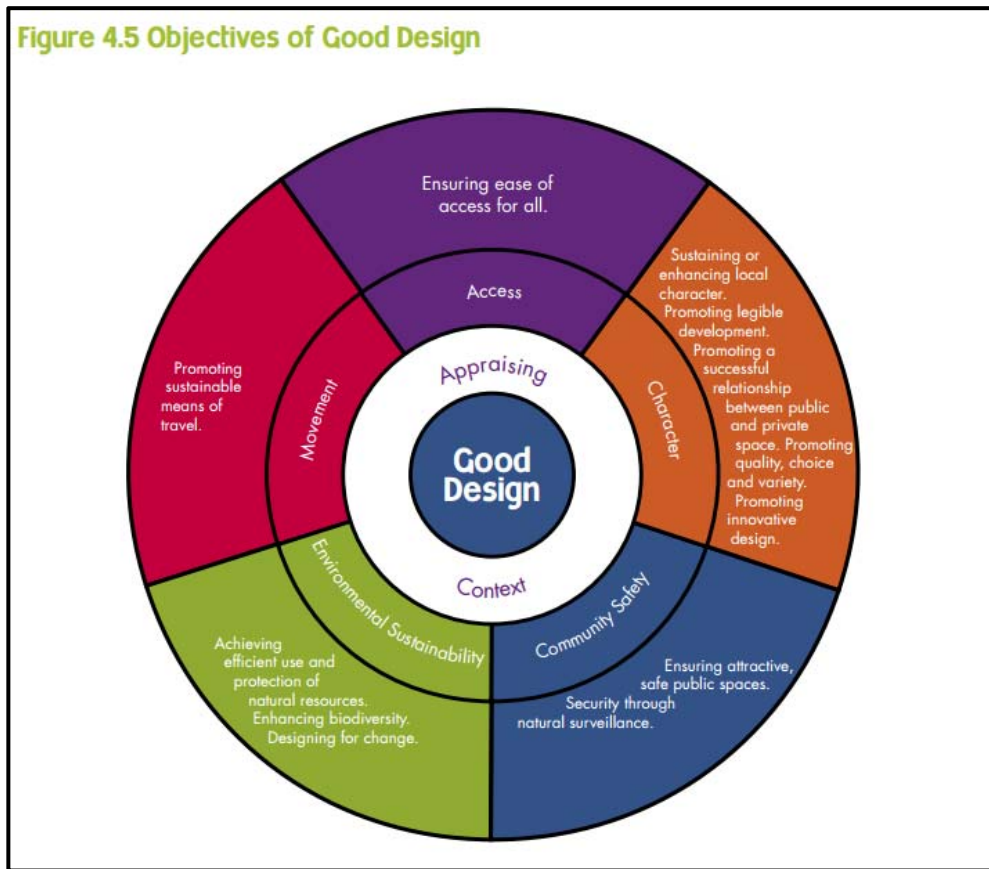 Figure 4.5 Objectives of Good Design
Ensuring ease of
access for all.
Access
Sustaining or
enhancing local
character.
Promoting legible
development.
Promoting a
successful
relationship
between public
and private
space. Promoting
quality, choice
and variety.
Promoting
innovative
design.
Character
Ensuring attractive,
safe public spaces.
Security through
natural surveillance.
Community Safety
Achieving
efficient use and
protection of
natural resources.
Enhancing biodiversity.
Designing for change.
Environmental Sustainability
Promoting
sustainable
means of
travel.
Movement
Appraising
Context
Good
Design